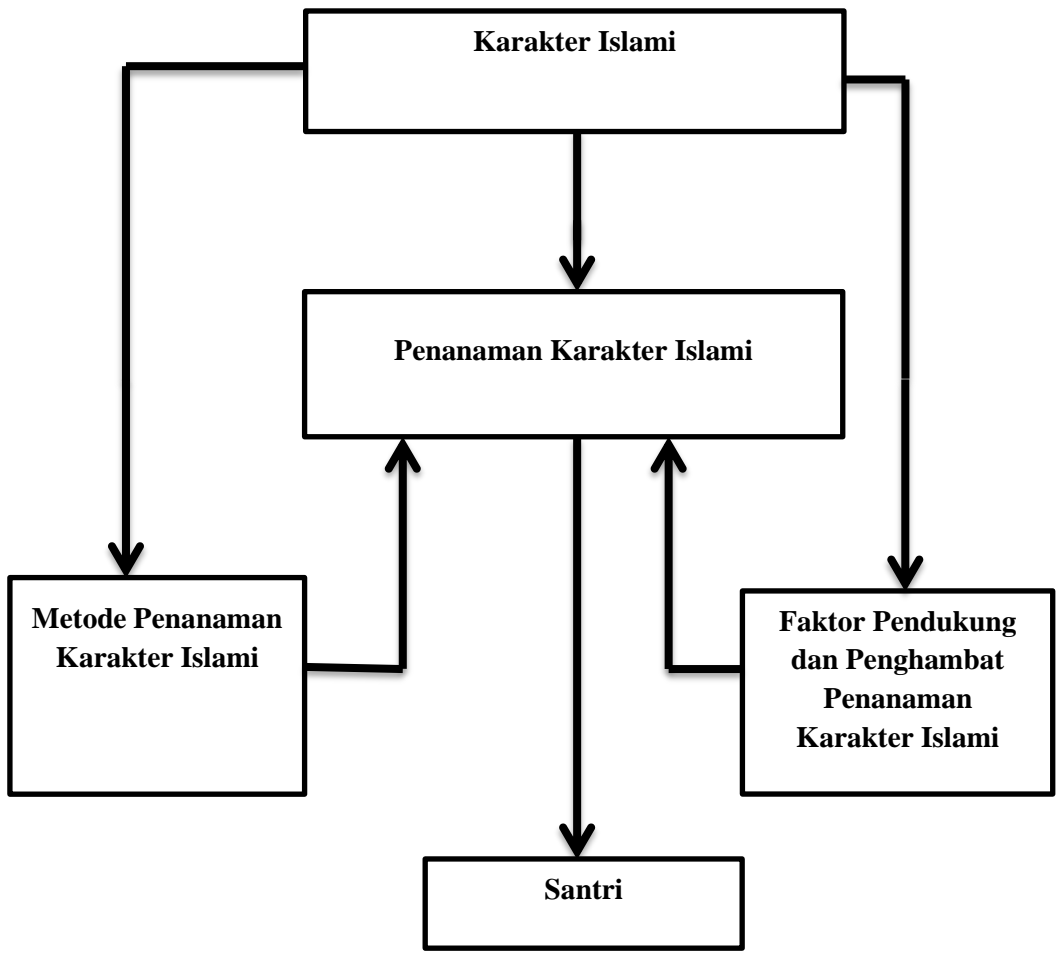 Karakter Islami
Penanaman Karakter Islami
Metode Penanaman
Karakter Islami
Faktor Pendukung
dan Penghambat
Penanaman
Karakter Islami
Santri